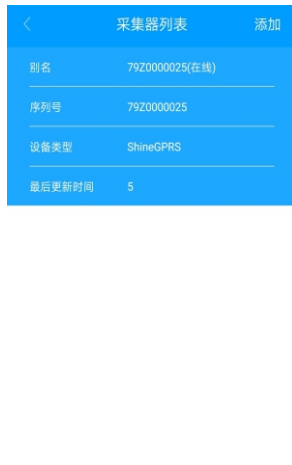 采集器列表 添加
别名 79Z0000025(在线)
序列号 79Z0000025
设备类型 ShineGPRS
最后更新时间 5